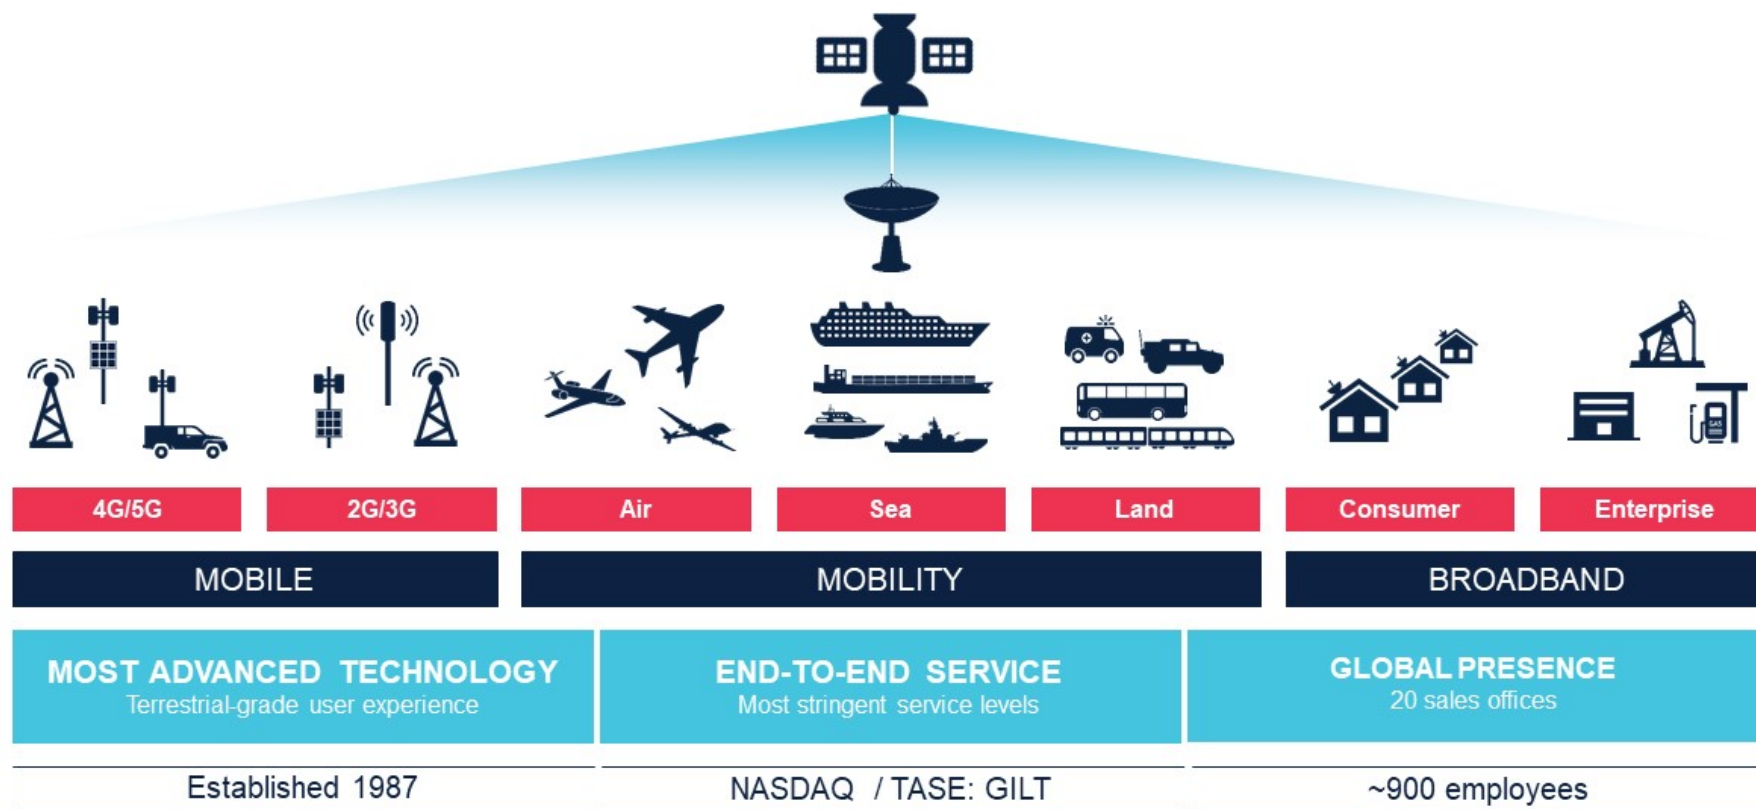 GAS
4G/5G
2G/3G
Air
Sea
Land
Consumer
Enterprise
MOBILE
MOBILITY
BROADBAND
MOST ADVANCED TECHNOLOGY
Terrestrial-grade user experience
END-TO-END SERVICE
Most stringent service levels
GLOBAL PRESENCE
20 sales offices
Established 1987
NASDAQ / TASE: GILT
~900 employees